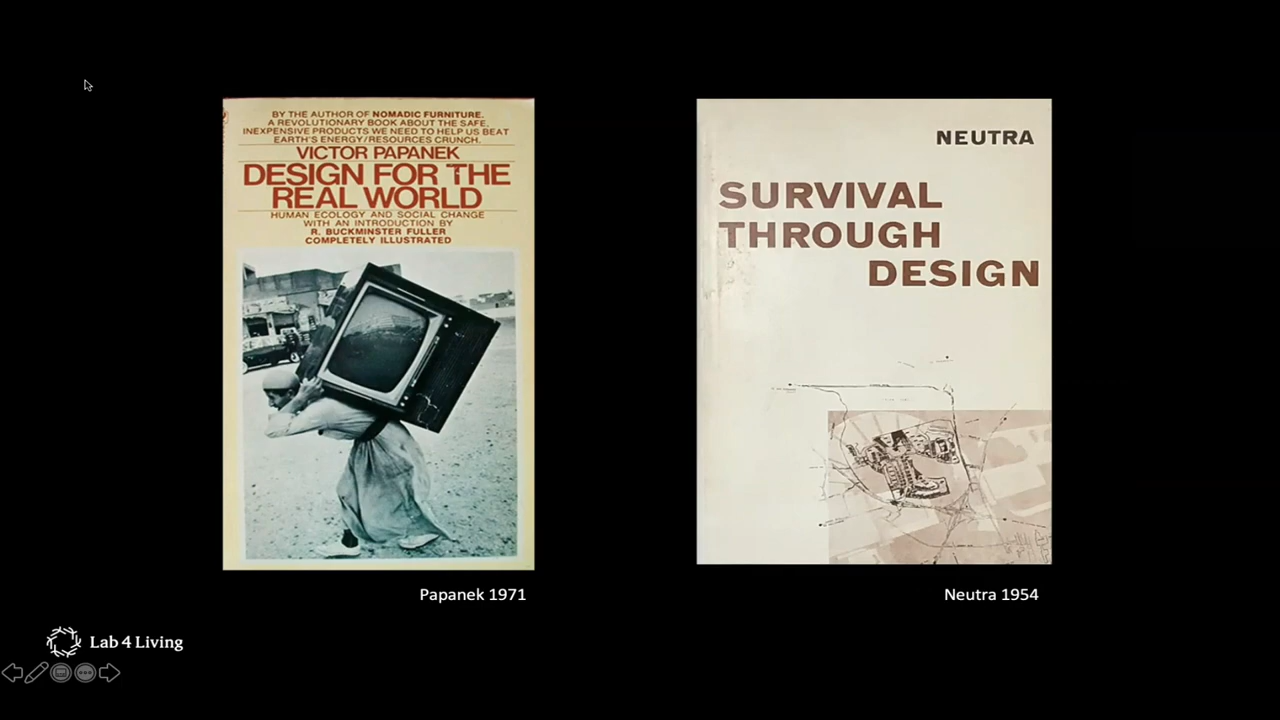 BY THE AUTHOR OF NOMADIC FURNITURE.
A REVOLUTIONARY BOOK ABOUT THE SAFE,
INEXPENSIVE PRODUCTS WE NEED TO HELP US BEAT
EARTH'S ENERGY/RESOURCES CRUNCH.
VICTOR PAPANEK
DESIGN FOR THE
REAL WORLD
HUMAN ECOLOGY AND SOCIAL CHANGE
WITH AN INTRODUCTION BY
R. BUCKMINSTER FULLER
COMPLETELY ILLUSTRATED
Papanek 1971
NEUTRA
SURVIVAL
THROUGH
DESIGN
Neutra 1954
Lab 4 Living